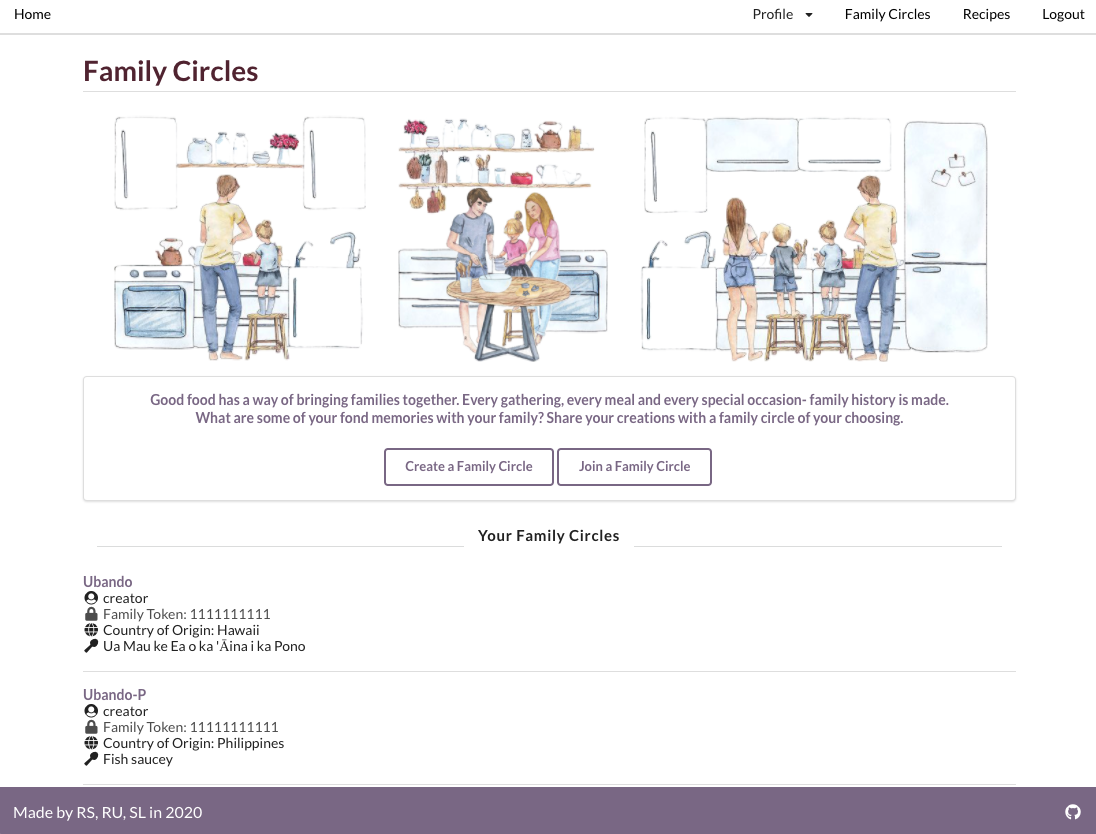 Home
Profile
Family Circles
Recipes
Logout
Family Circles
Good food has a way of bringing families together. Every gathering, every meal and every special occasion- family history is made.
What are some of your fond memories with your family? Share your creations with a family circle of your choosing.
Create a Family Circle
Join a Family Circle
Your Family Circles
Ubando
creator
Family Token: 1111111111
Country of Origin: Hawaii
Ua Mau ke Ea o ka 'Āina i ka Pono
Ubando-P
creator
Family Token: 11111111111
Country of Origin: Philippines
Fish saucey
Made by RS, RU, SL in 2020